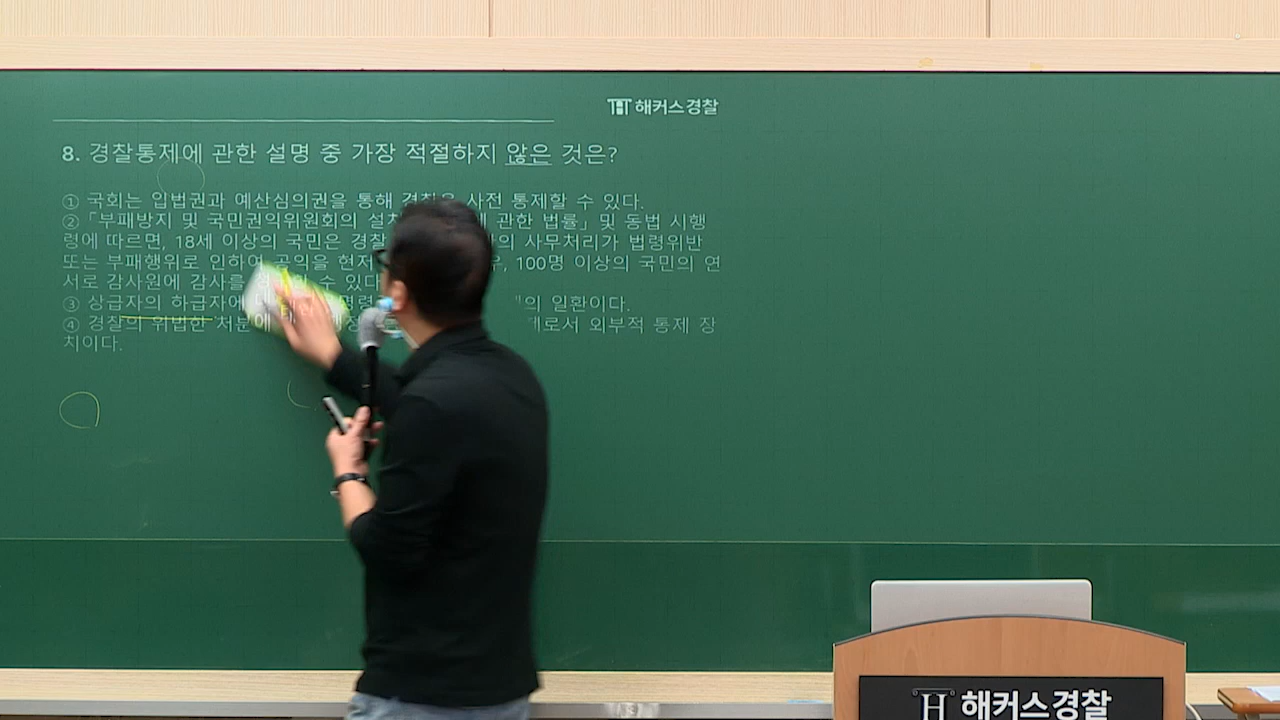 해커스경찰
8. 경찰통제에 관한 설명 중 가장 적절하지 않은 것은?
① 국회는 입법권과 예산심의권을 통해 경찰을 사전 통제할 수 있다.
② 「부패방지 및 국민권익위원회의 설치 관한 법률」 및 동법 시행
령에 따르면, 18세 이상의 국민은 경찰 의 사무처리가 법령위반
또는 부패행위로 인하여 공익을 현저 100명 이상의 국민의 연
서로 감사원에 감사를 수 있다
③ 상급자의 하급자에 대 명령 의 일환이다.
④ 경찰의 위법한 처분에 대한 행정 로서 외부적 통제 장
치이다.
H 해커스경찰